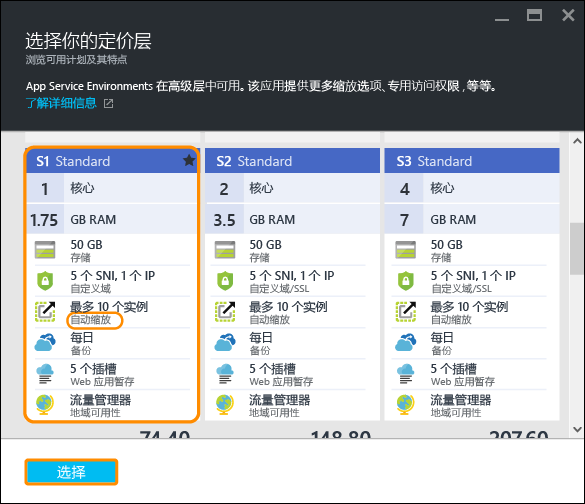 选择你的定价层
浏览可用计划及其特点
App Service Environments 在高级层中可用。该应用提供更多缩放选项、专用访问权限，等等。
了解详细信息
S1 Standard
1 核心
1.75 GB RAM
50 GB
存储
5 个 SNI, 1 个 IP
自定义域
最多 10 个实例
自动缩放
每日
备份
5 个插槽
Web 应用暂存
流量管理器
地域可用性
74.40
S2 Standard
2 核心
3.5 GB RAM
50 GB
存储
5 个 SNI, 1 个 IP
自定义域/SSL
最多 10 个实例
自动缩放
每日
备份
5 个插槽
Web 应用暂存
流量管理器
地域可用性
148.80
S3 Standard
4 核心
7 GB RAM
50 GB
存储
5 个 SNI, 1 个 IP
自定义域/SSL
最多 10 个实例
自动缩放
每日
备份
5 个插槽
Web 应用暂存
流量管理器
地域可用性
297.60
选择